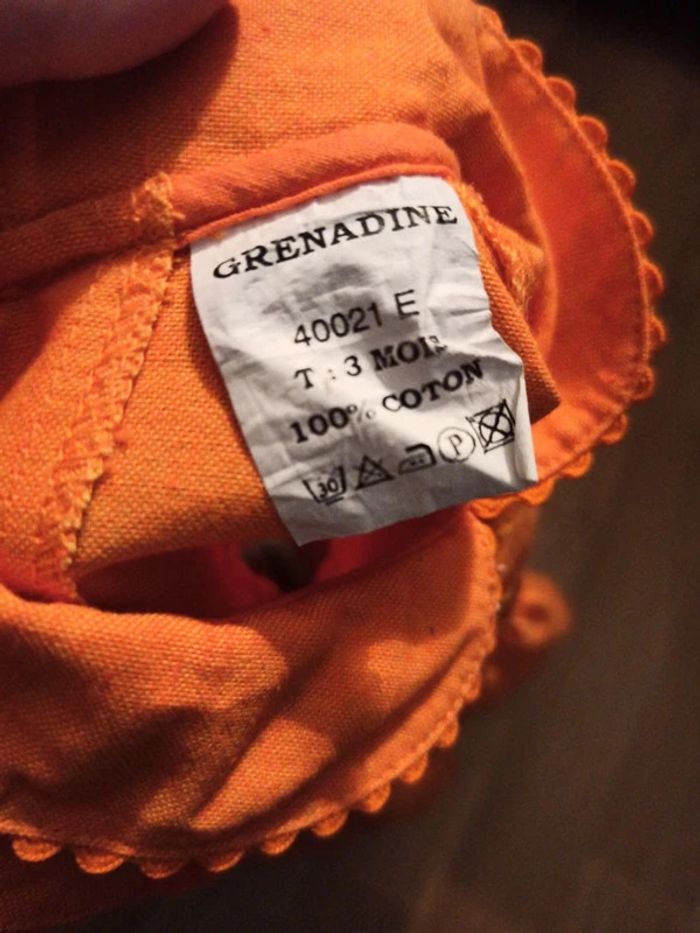 GRENADINE
40021 E
T : 3 MOIS
100% COTON
30 P